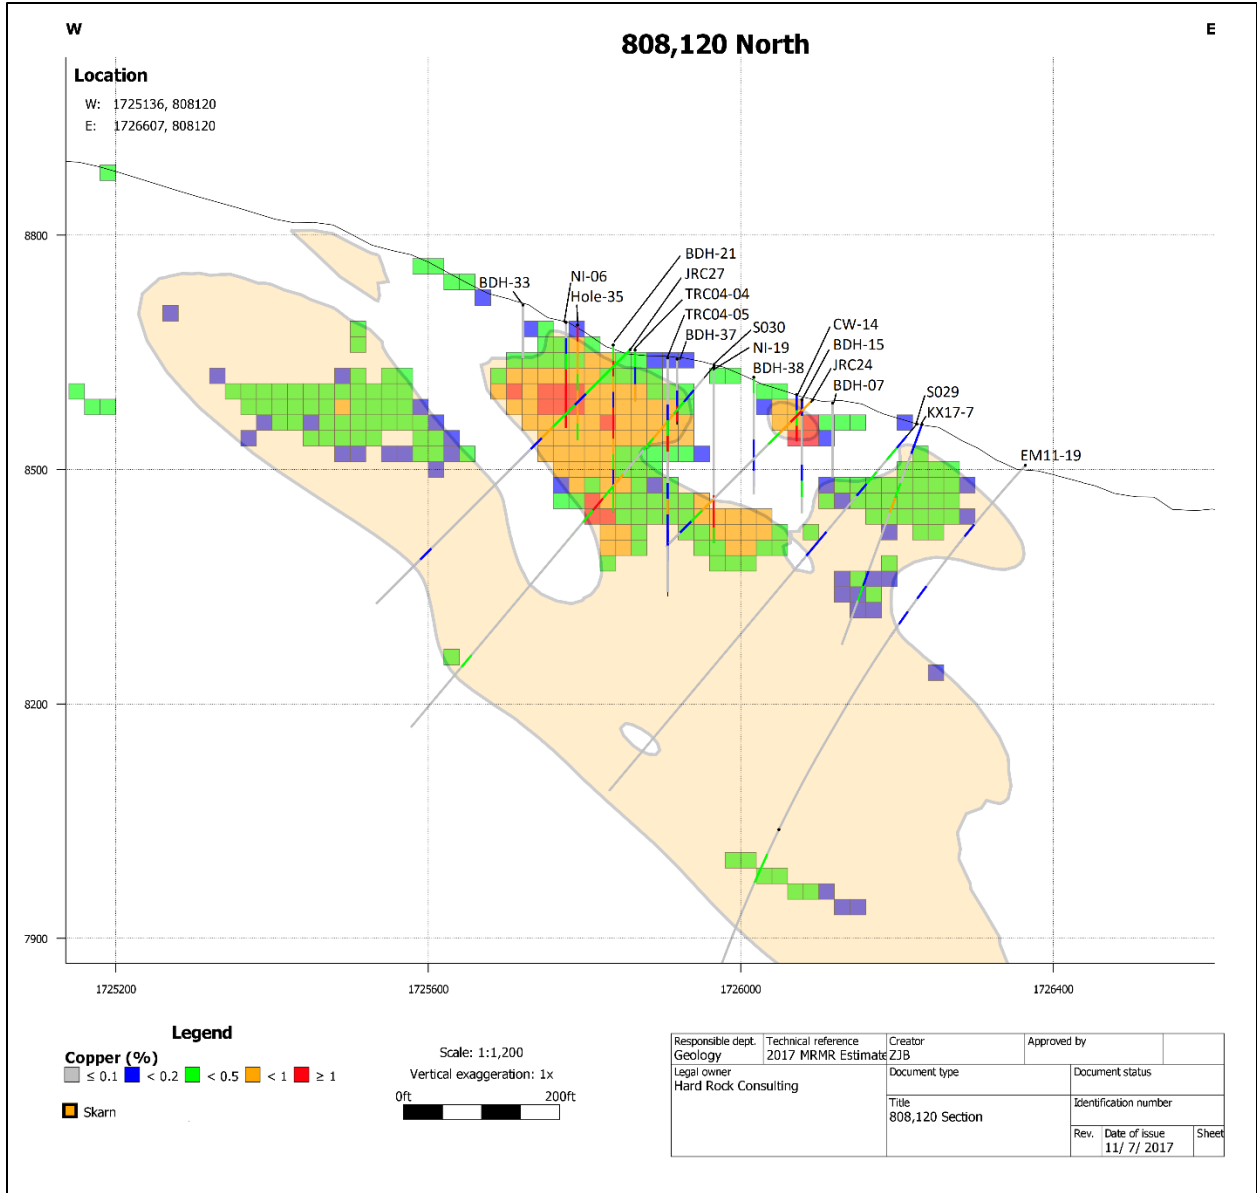 W
E
808,120 North
Location
W: 1725136, 808120
E: 1726607, 808120
8800
BDH-21
JRC27
NI-06
BDH-33
TRC04-04
Hole-35
TRC04-05
BDH-37
S030
CW-14
NI-19
BDH-15
BDH-38
JRC24
BDH-07
S029
KX17-7
EM11-19
8500
8200
7900
1725200
1725600
1726000
1726400
Legend
Copper (%)
≤ 0.1
< 0.2
< 0.5
< 1
≥ 1
Skarn
Scale: 1:1,200
Vertical exaggeration: 1x
0ft
200ft
Responsible dept.
Geology
Technical reference
2017 MRMR Estimate
Creator
ZJB
Approved by
Legal owner
Hard Rock Consulting
Document type
Document status
Title
808,120 Section
Identification number
Rev.
Date of issue
11/ 7/ 2017
Sheet